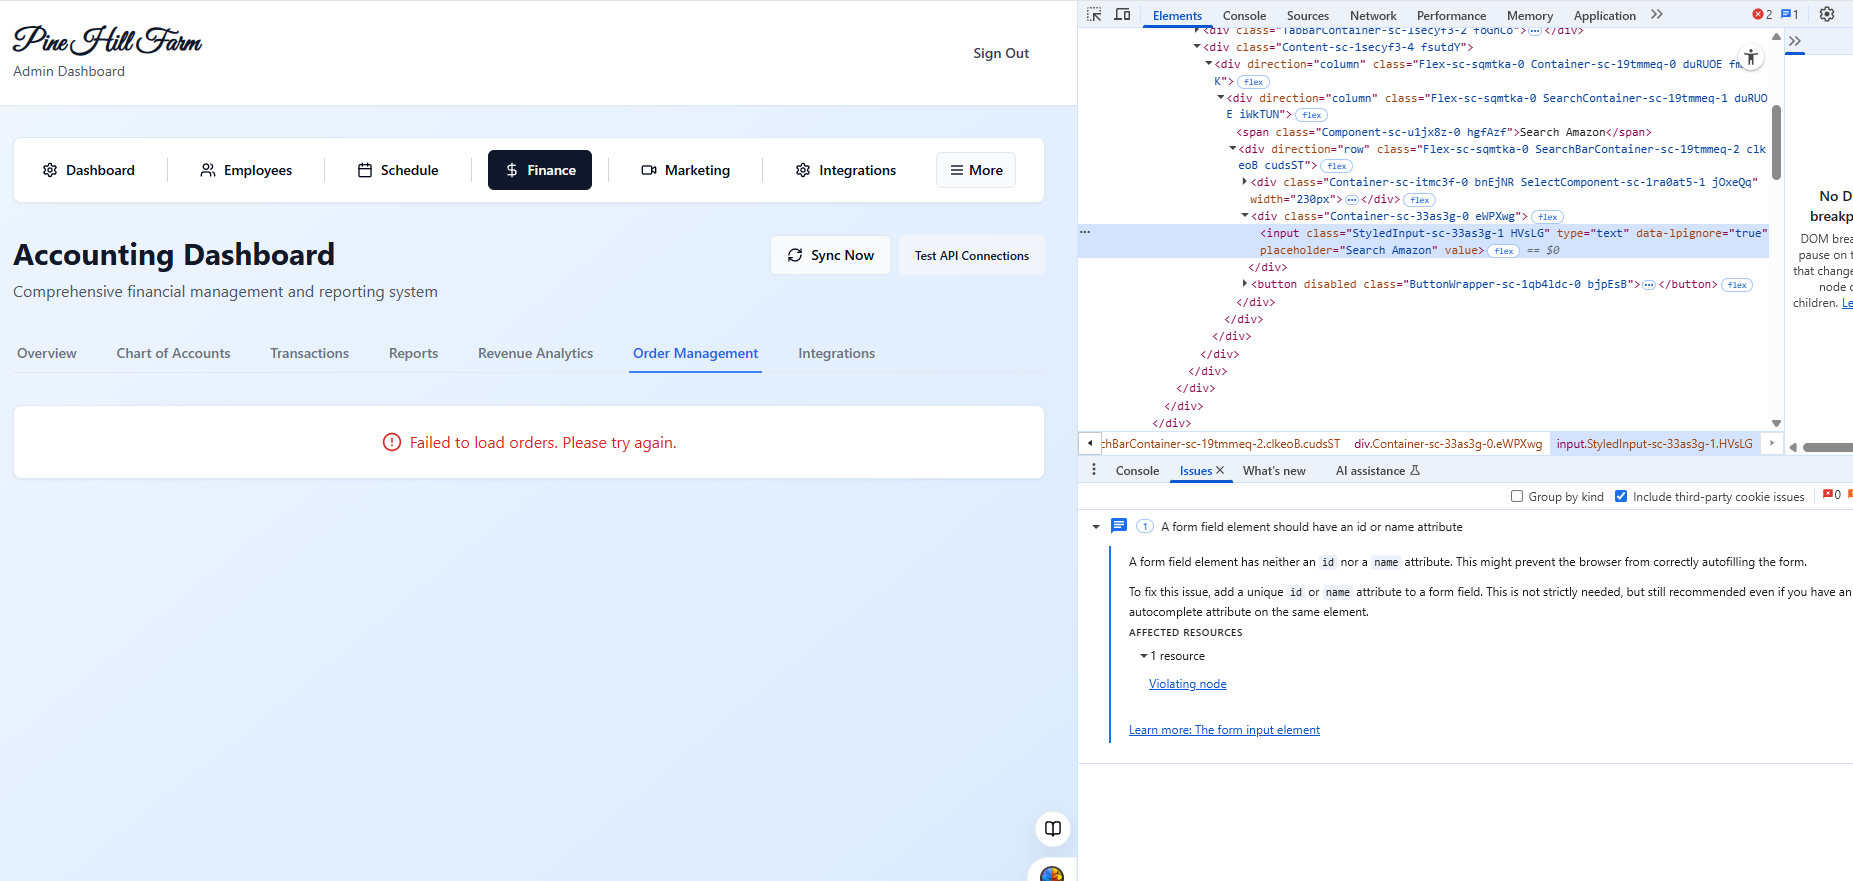 Pine Hill Farm
Admin Dashboard
Sign Out
Dashboard
Employees
Schedule
Finance
Marketing
Integrations
More
Accounting Dashboard
Sync Now
Test API Connections
Comprehensive financial management and reporting system
Overview
Chart of Accounts
Transactions
Reports
Revenue Analytics
Order Management
Integrations
Failed to load orders. Please try again.
Elements
Console
Sources
Network
Performance
Memory
Application
2
1
<div class="TabBarContainer-sc-1secyf3-2 foGhCo">⋯</div>
<div class="Content-sc-1secyf3-4 fsutdY">
<div direction="column" class="Flex-sc-sqmtka-0 Container-sc-19tmmeq-0 duRUOE
K"> flex
<div direction="column" class="Flex-sc-sqmtka-0 SearchContainer-sc-19tmmeq-1 duRUO
E iWkTUN"> flex
<span class="Component-sc-u1jx8z-0 hgfAzf">Search Amazon</span>
<div direction="row" class="Flex-sc-sqmtka-0 SearchBarContainer-sc-19tmmeq-2 clk
eoB cudsST"> flex
<div class="Container-sc-itmc3f-0 bnEjNR SelectComponent-sc-1ra0at5-1 jOxeQq"
width="230px">⋯</div> flex
<div class="Container-sc-33as3g-0 eWPXwg"> flex
<input class="StyledInput-sc-33as3g-1 HVsLG" type="text" data-lpignore="true"
placeholder="Search Amazon" value> flex == $0
</div>
<button disabled class="ButtonWrapper-sc-1qb4ldc-0 bjpEsB">⋯</button> flex
</div>
</div>
</div>
</div>
</div>
</div>
</div>
</div>
chBarContainer-sc-19tmmeq-2.clkeoB.cudsST
div.Container-sc-33as3g-0.eWPXwg
input.StyledInput-sc-33as3g-1.HVsLG
No D
breakp
DOM brea
pause on t
that change
node o
children. Le
Console
Issues
What's new
AI assistance
Group by kind
Include third-party cookie issues
0
1
A form field element should have an id or name attribute
A form field element has neither an id nor a name attribute. This might prevent the browser from correctly autofilling the form.
To fix this issue, add a unique id or name attribute to a form field. This is not strictly needed, but still recommended even if you have an
autocomplete attribute on the same element.
AFFECTED RESOURCES
1 resource
Violating node
Learn more: The form input element